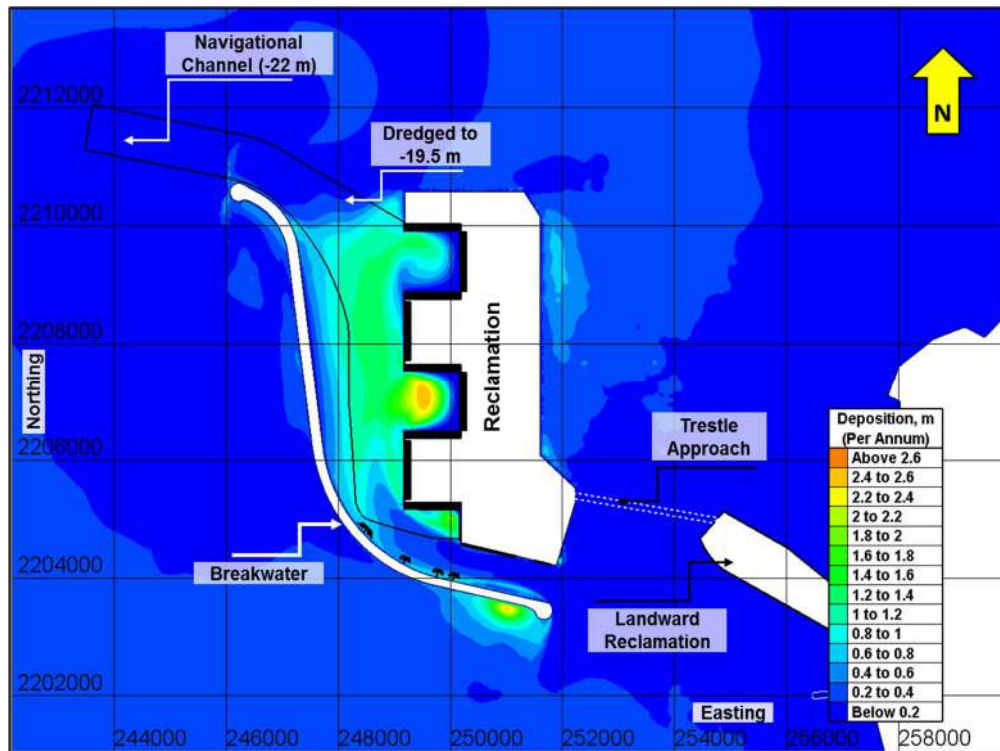 Navigational
Channel (-22 m)
N
2212000
Dredged to
-19.5 m
2210000
2208000
Northing
Reclamation
2206000
Trestle
Approach
Deposition, m
(Per Annum)
Above 2.6
2.4 to 2.6
2.2 to 2.4
2 to 2.2
1.8 to 2
1.6 to 1.8
1.4 to 1.6
1.2 to 1.4
1 to 1.2
0.8 to 1
0.6 to 0.8
0.4 to 0.6
0.2 to 0.4
Below 0.2
2204000
Breakwater
Landward
Reclamation
2202000
Easting
244000 246000 248000 250000 252000 254000 256000 258000